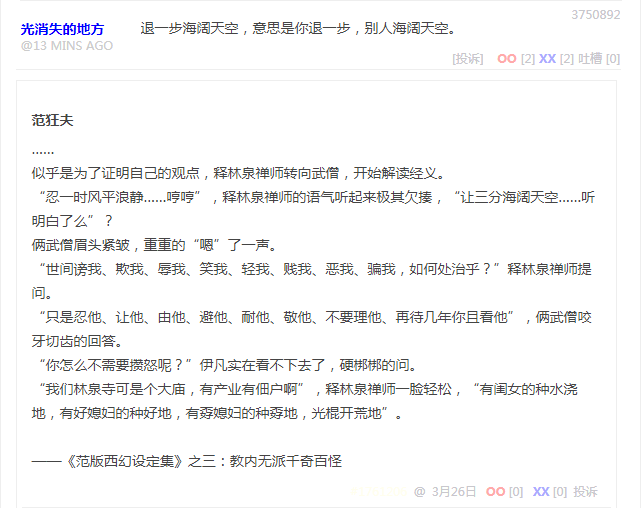 3750892
光消失的地方
退一步海阔天空，意思是你退一步，别人海阔天空。
@13 MINS AGO
[投诉] OO [2] XX [2] 吐槽 [0]
范狂夫
……
似乎是为了证明自己的观点，释林泉禅师转向武僧，开始解读经义。
“忍一时风平浪静……哼哼”，释林泉禅师的语气听起来极其欠揍，“让三分海阔天空……听
明白了么”？
俩武僧眉头紧皱，重重的“嗯”了一声。
“世间谤我、欺我、辱我、笑我、轻我、贱我、恶我、骗我，如何处治乎？”释林泉禅师提
问。
“只是忍他、让他、由他、避他、耐他、敬他、不要理他、再待几年你且看他”，俩武僧咬
牙切齿的回答。
“你怎么不需要攒怒呢？”伊凡实在看不下去了，硬梆梆的问。
“我们林泉寺可是个大庙，有产业有佃户啊”，释林泉禅师一脸轻松，“有闺女的种水浇
地，有好媳妇的种好地，有孬媳妇的种孬地，光棍开荒地”。
——《范版西幻设定集》之三：教内无派千奇百怪
@ 3月26日 OO [0] XX [0] 投诉